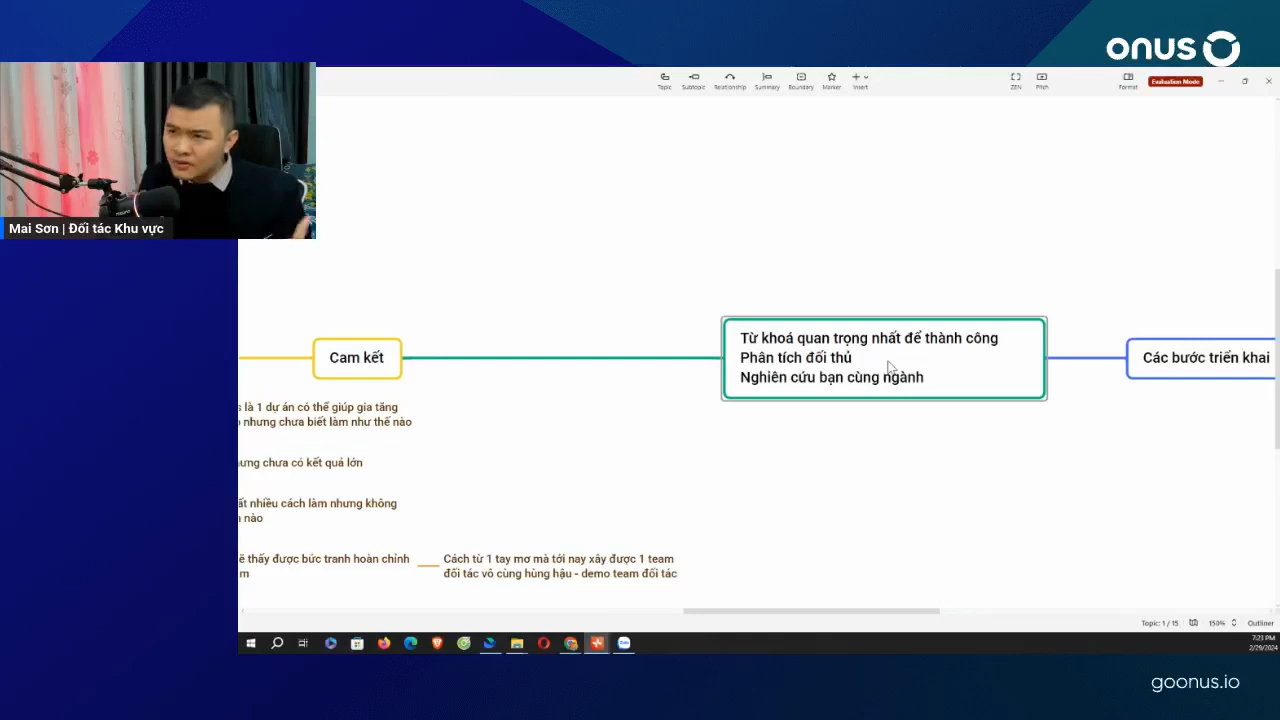 onus
Topic
Subtopic
Relationship
Summary
Boundary
Marker
Insert
ZEN
Pitch
Format
Evaluation Mode
Mai Sơn | Đối tác Khu vực
Cam kết
Từ khoá quan trọng nhất để thành công
Phân tích đối thủ
Nghiên cứu bạn cùng ngành
Các bước triển khai
s là 1 dự án có thể giúp gia tăng
nhưng chưa biết làm như thế nào
ưng chưa có kết quả lớn
ất nhiều cách làm nhưng không
nào
ẽ thấy được bức tranh hoàn chỉnh
m
Cách từ 1 tay mơ mà tới nay xây được 1 team
đối tác vô cùng hùng hậu - demo team đối tác
Topic: 1 / 15
150%
Outliner
Zalo
7:23 PM
2/29/2024
goonus.io